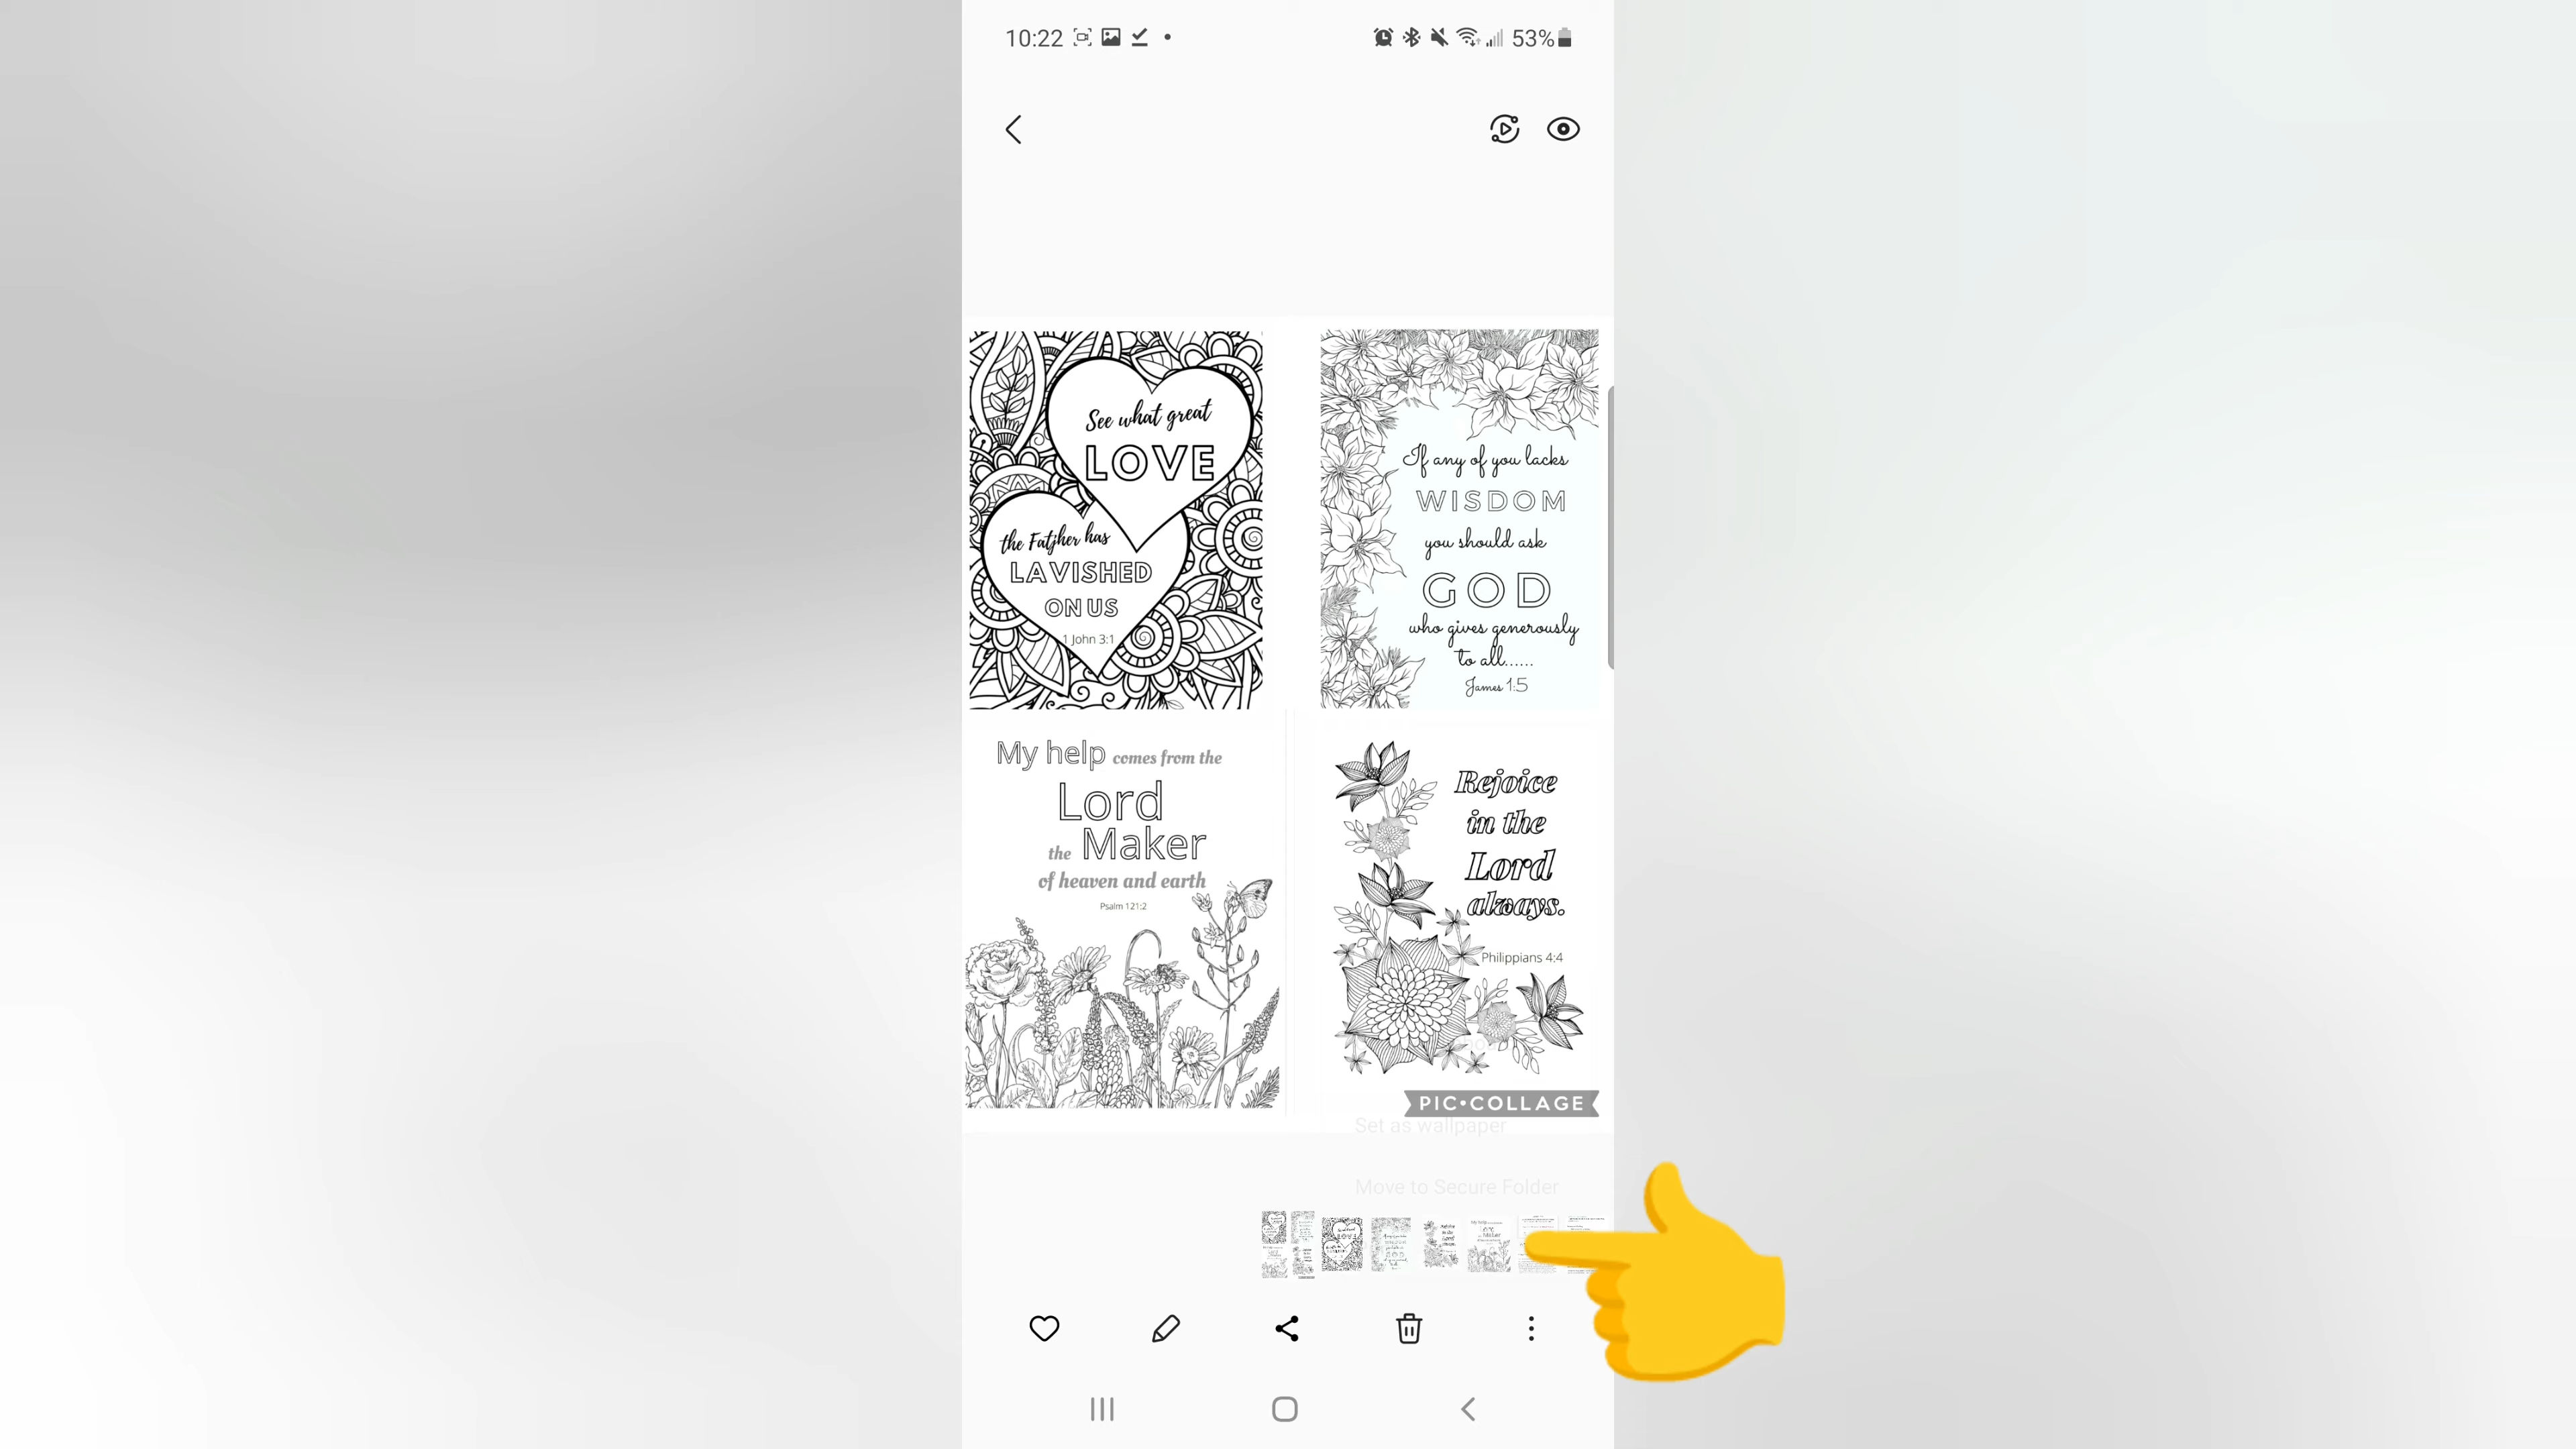 10:22
53%
See what great
LOVE
the Fatjher has
LAVISHED
ON US
1 John 3:1
If any of you lacks
WISDOM
you should ask
GOD
who gives generously
to all......
James 1:5
My help comes from the
Lord
the Maker
of heaven and earth
Psalm 121:2
Rejoice
in the
Lord
always.
Philippians 4:4
PIC•COLLAGE
Set as wallpaper
Move to Secure Folder